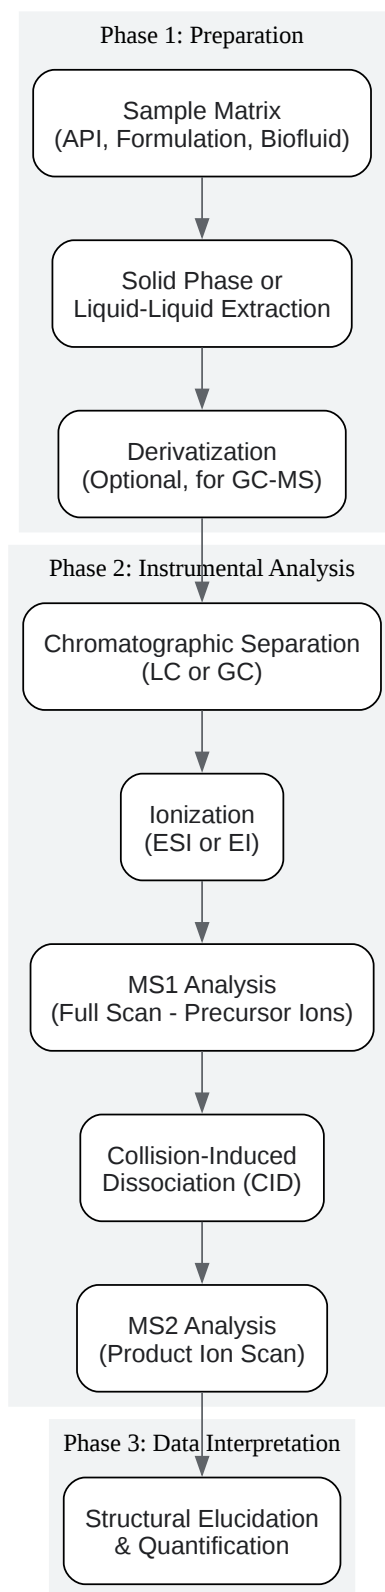 Phase 1: Preparation
Sample Matrix
(API, Formulation, Biofluid)
Solid Phase or
Liquid-Liquid Extraction
Derivatization
(Optional, for GC-MS)
Phase 2: Instrumental Analysis
Chromatographic Separation
(LC or GC)
Ionization
(ESI or EI)
MS1 Analysis
(Full Scan - Precursor Ions)
Collision-Induced
Dissociation (CID)
MS2 Analysis
(Product Ion Scan)
Phase 3: Data Interpretation
Structural Elucidation
& Quantification